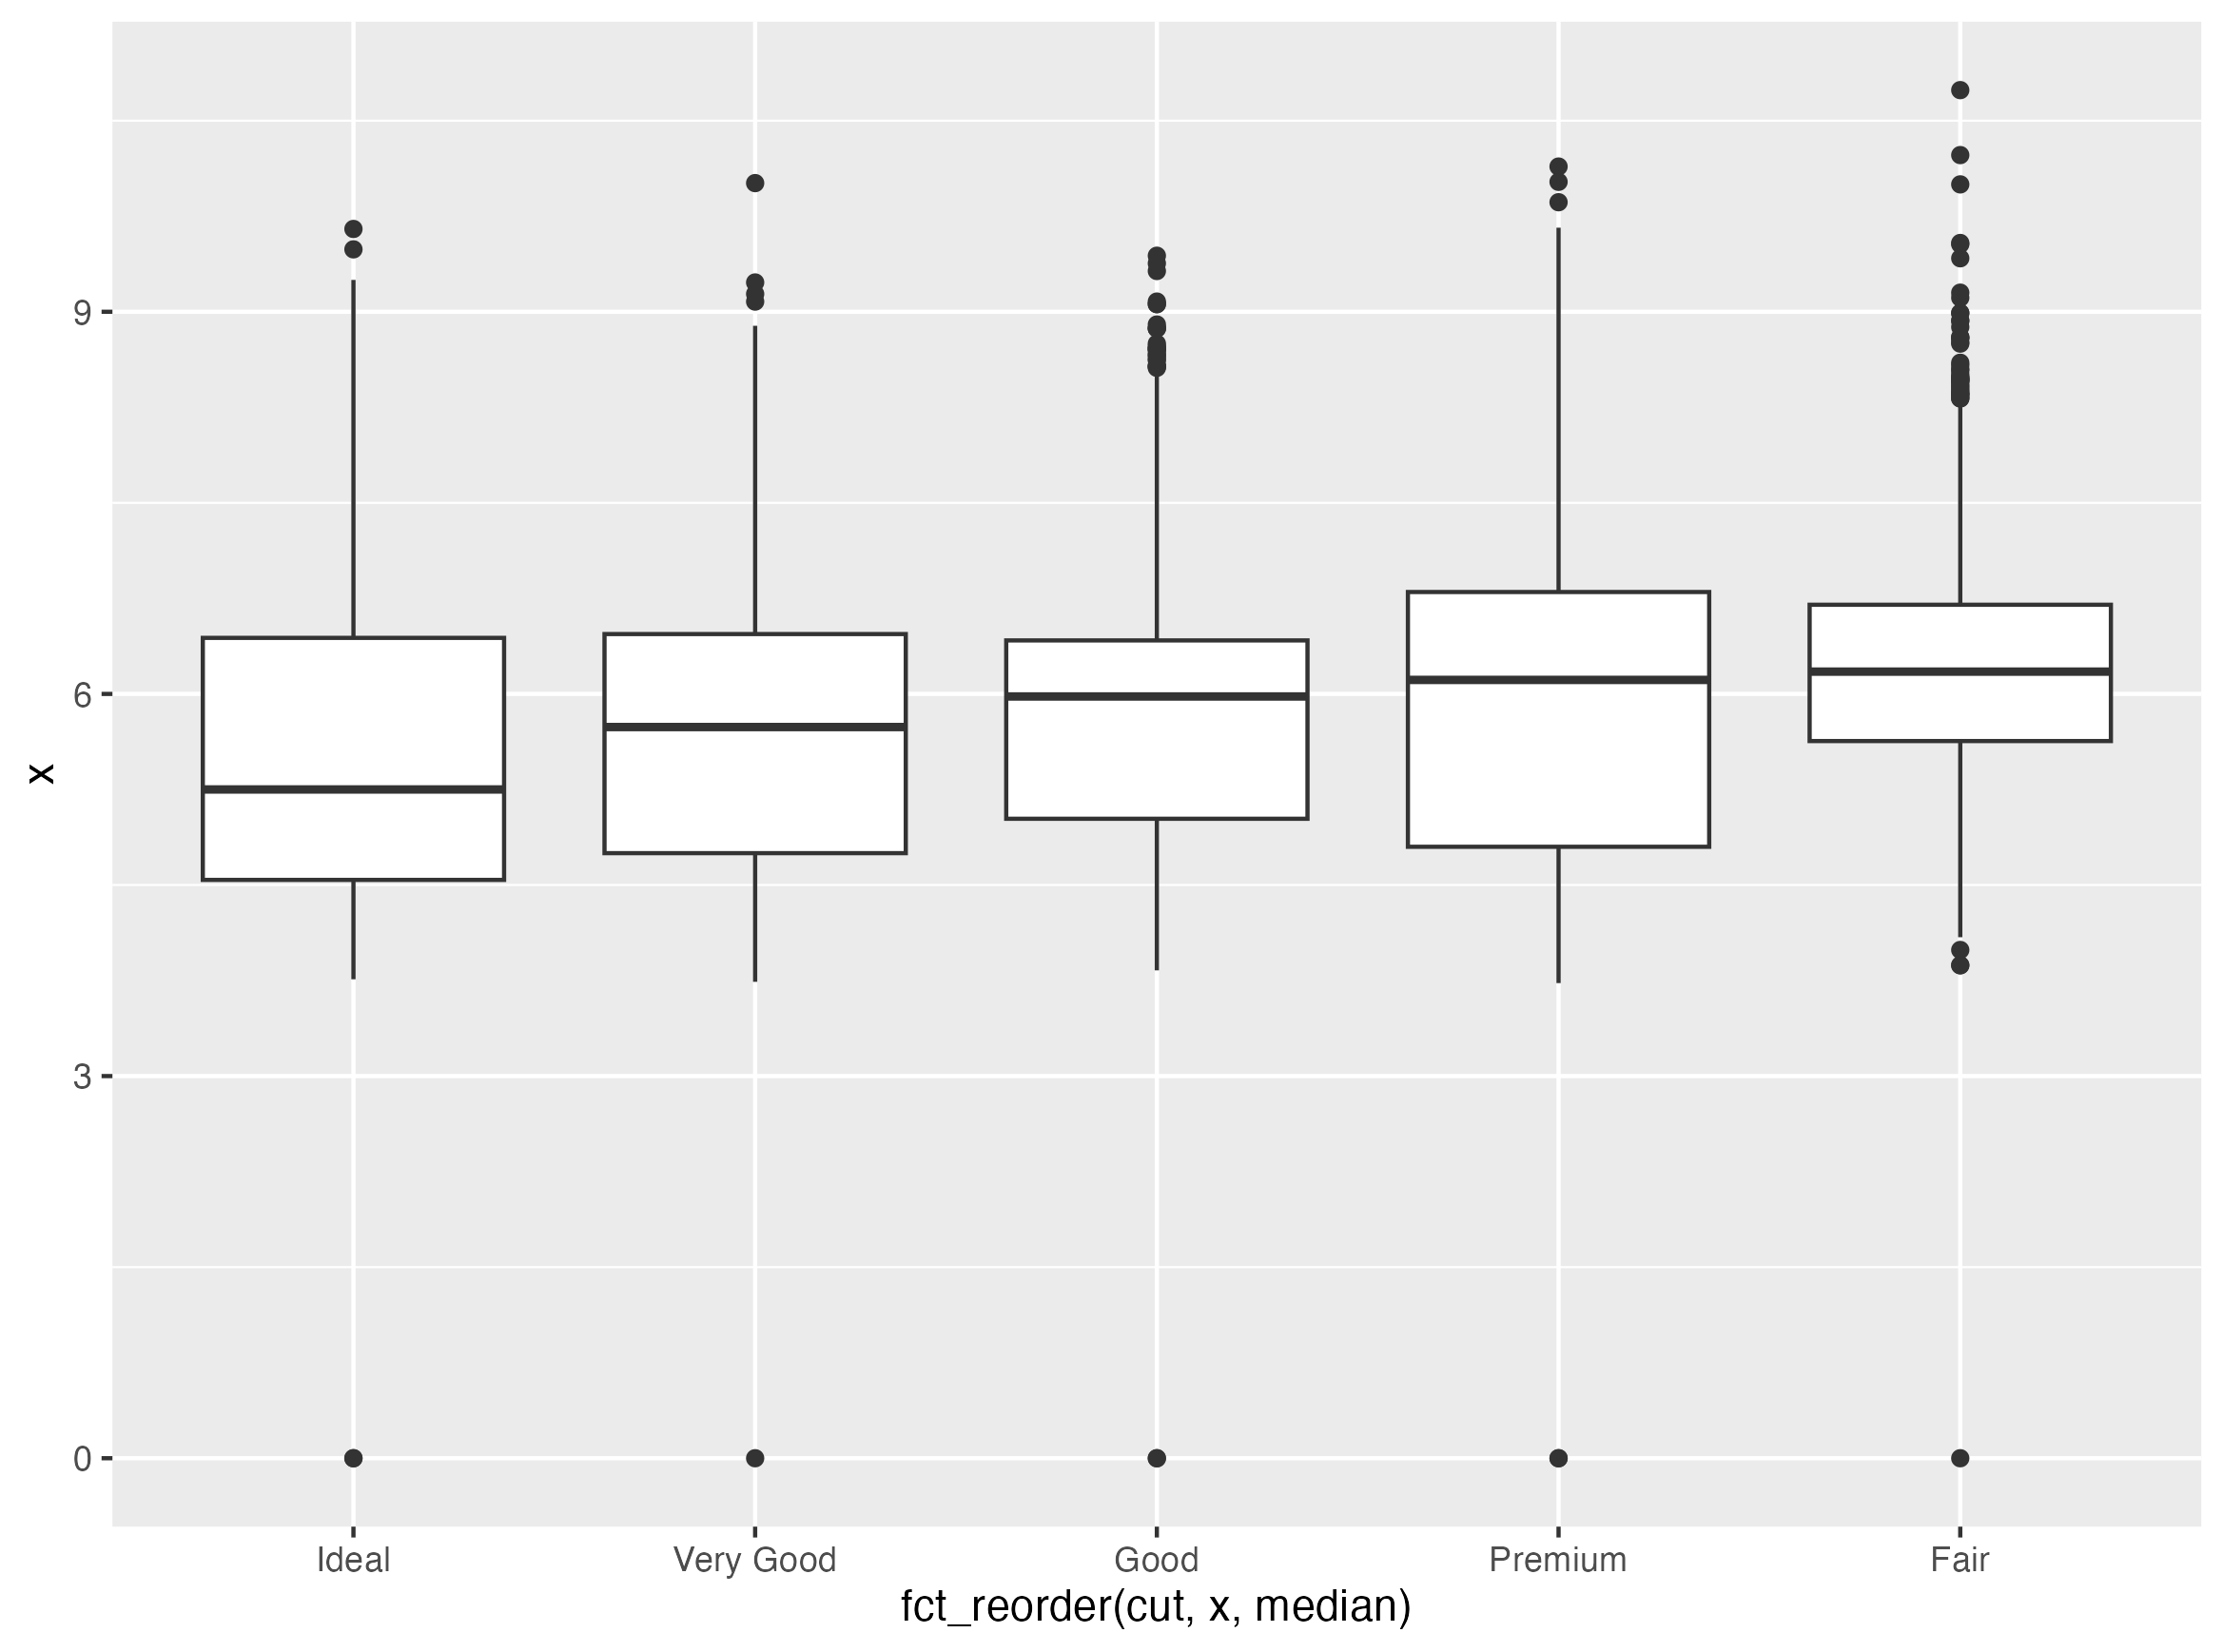 9
6
3
0
x
Ideal Very Good Good Premium Fair
fct_reorder(cut, x, median)